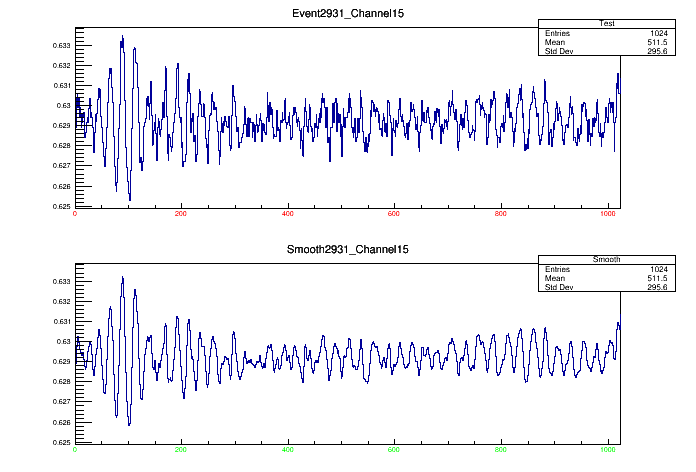 Event2931_Channel15
Test
Entries 1024
Mean 511.5
Std Dev 295.6
0.633
0.632
0.631
0.63
0.629
0.628
0.627
0.626
0.625
0 200 400 600 800 1000
Smooth2931_Channel15
Smooth
Entries 1024
Mean 511.5
Std Dev 295.6
0.633
0.632
0.631
0.63
0.629
0.628
0.627
0.626
0.625
0 200 400 600 800 1000